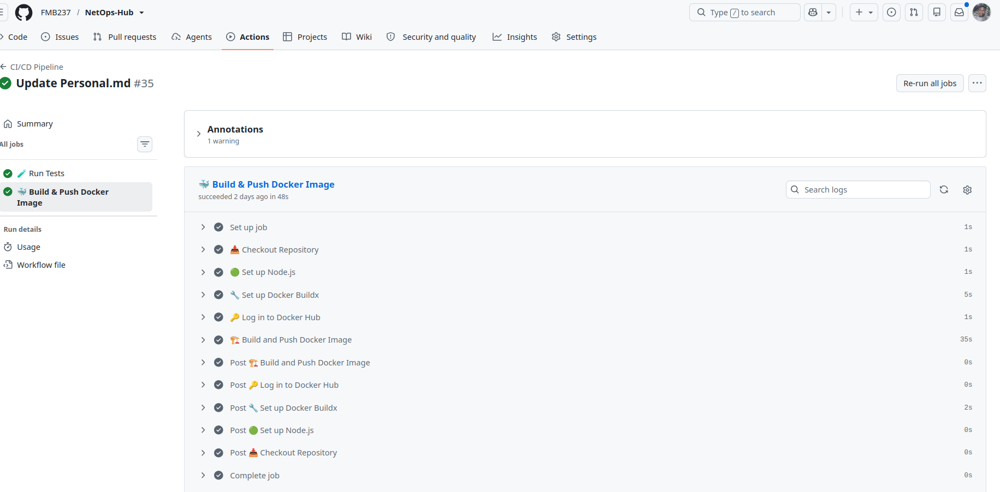 FMB237 / NetOps-Hub
Type / to search
Code Issues Pull requests Agents Actions Projects Wiki Security and quality Insights Settings
CI/CD Pipeline
Update Personal.md #35
Re-run all jobs
Summary
All jobs
Run Tests
Build & Push Docker
Image
Run details
Usage
Workflow file
Annotations
1 warning
Build & Push Docker Image
succeeded 2 days ago in 48s
Search logs
Set up job 1s
Checkout Repository 1s
Set up Node.js 1s
Set up Docker Buildx 5s
Log in to Docker Hub 1s
Build and Push Docker Image 35s
Post Build and Push Docker Image 0s
Post Log in to Docker Hub 0s
Post Set up Docker Buildx 2s
Post Set up Node.js 0s
Post Checkout Repository 0s
Complete job 0s